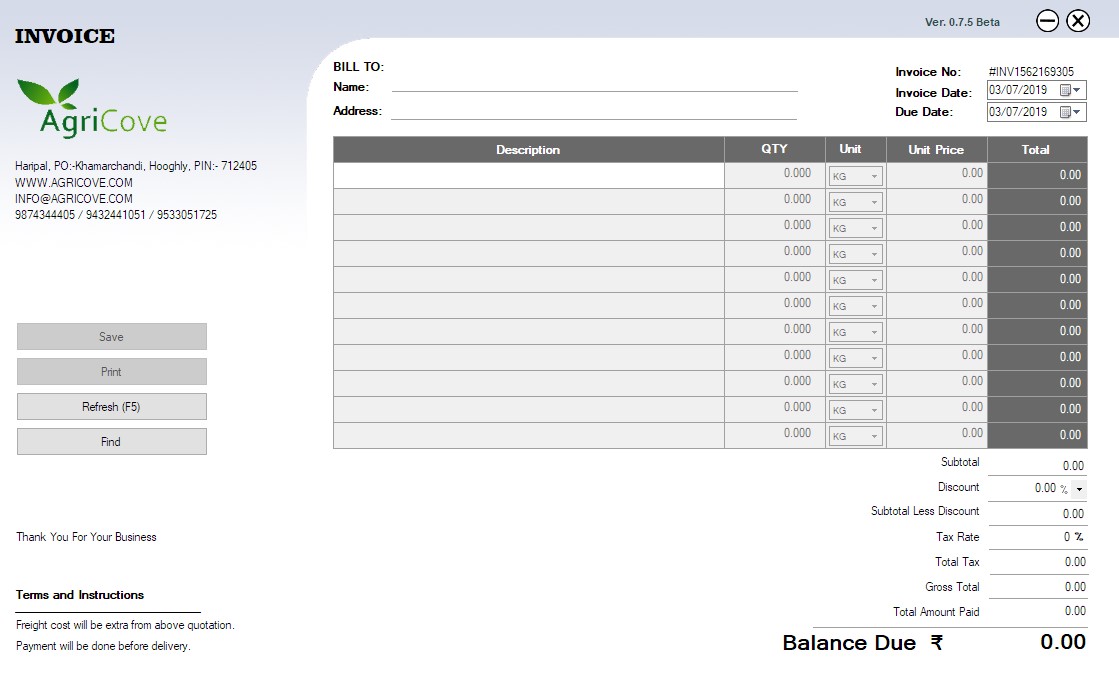 INVOICE
Ver. 0.7.5 Beta
AgriCove
Haripal, PO:-Khamarchandi, Hooghly, PIN:- 712405
WWW.AGRICOVE.COM
INFO@AGRICOVE.COM
9874344405 / 9432441051 / 9533051725
BILL TO:
Name:
Address:
Invoice No: #INV1562169305
Invoice Date: 03/07/2019
Due Date: 03/07/2019
Description QTY Unit Unit Price Total
0.000 KG 0.00 0.00
0.000 KG 0.00 0.00
0.000 KG 0.00 0.00
0.000 KG 0.00 0.00
0.000 KG 0.00 0.00
0.000 KG 0.00 0.00
0.000 KG 0.00 0.00
0.000 KG 0.00 0.00
0.000 KG 0.00 0.00
0.000 KG 0.00 0.00
0.000 KG 0.00 0.00
Save
Print
Refresh (F5)
Find
Subtotal 0.00
Discount 0.00 %
Subtotal Less Discount 0.00
Tax Rate 0 %
Total Tax 0.00
Gross Total 0.00
Total Amount Paid 0.00
Balance Due ₹ 0.00
Thank You For Your Business
Terms and Instructions
Freight cost will be extra from above quotation.
Payment will be done before delivery.